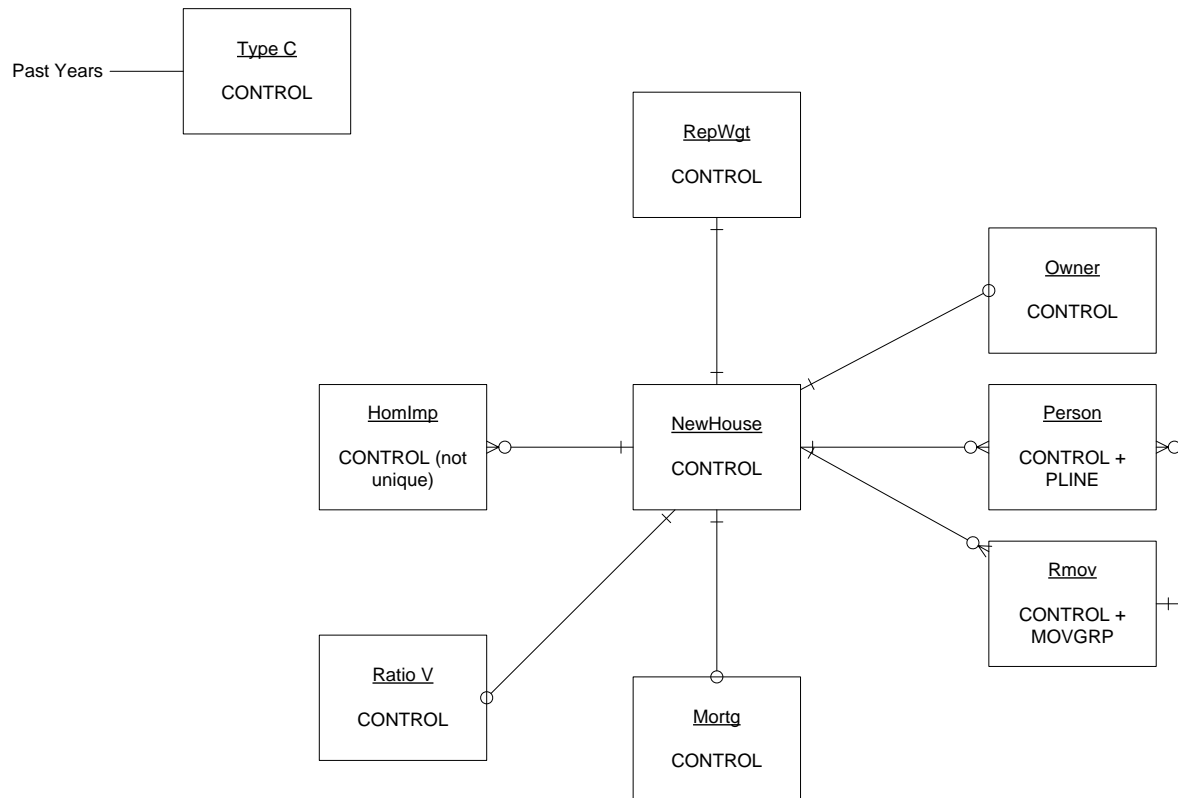 Type C
Past Years
CONTROL
RepWgt
CONTROL
Owner
CONTROL
HomImp
CONTROL (not
unique)
NewHouse
CONTROL
Person
CONTROL +
PLINE
Rmov
CONTROL +
MOVGRP
Ratio V
CONTROL
Mortg
CONTROL